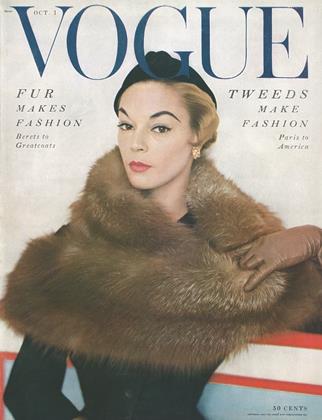 OCT. 1
VOGUE
FUR
MAKES
FASHION
Berets to
Greatcoats
TWEEDS
MAKE
FASHION
Paris to
America
50 CENTS